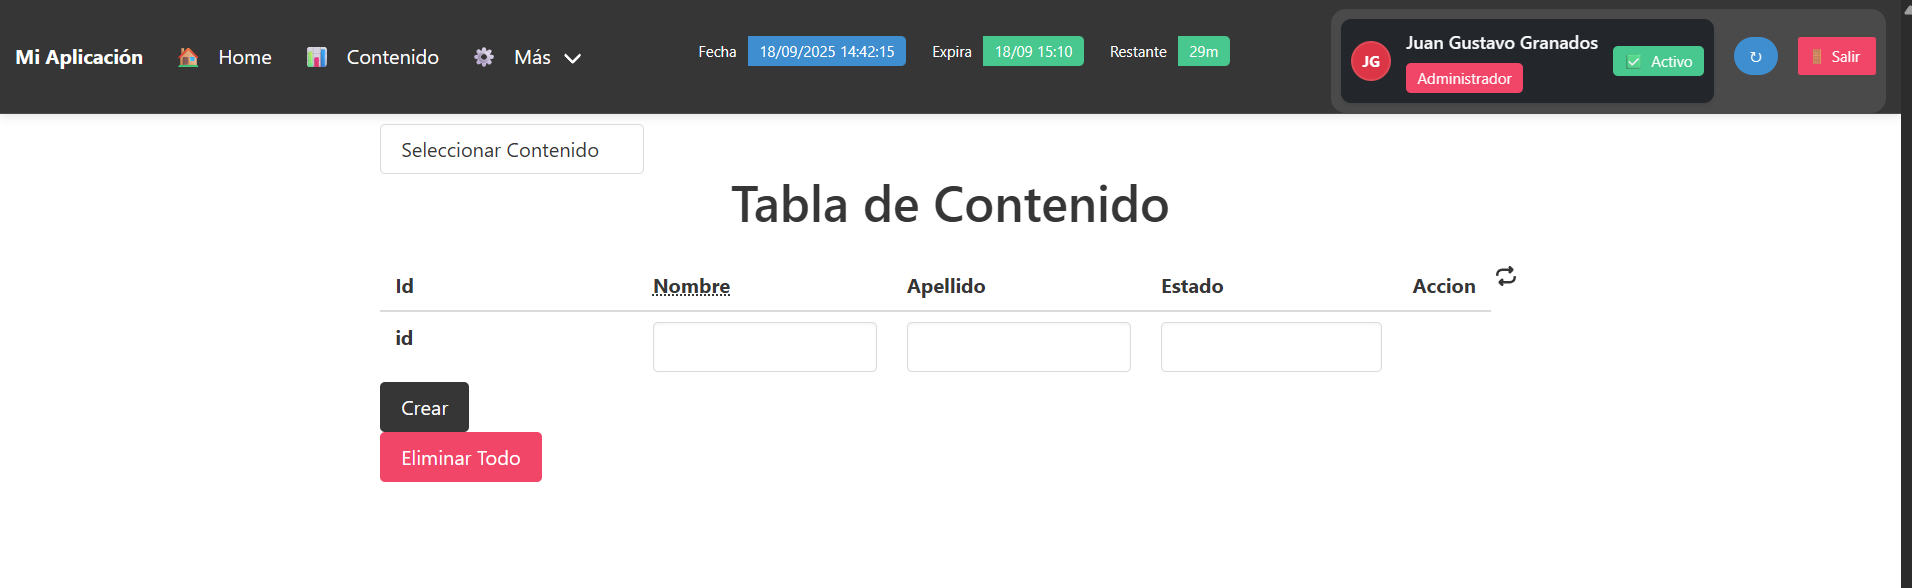 Mi Aplicación Home Contenido Más
Fecha 18/09/2025 14:42:15 Expira 18/09 15:10 Restante 29m
JG Juan Gustavo Granados
Administrador
Activo
↻
Salir
Seleccionar Contenido
Tabla de Contenido
Id Nombre Apellido Estado Accion
id
Crear
Eliminar Todo